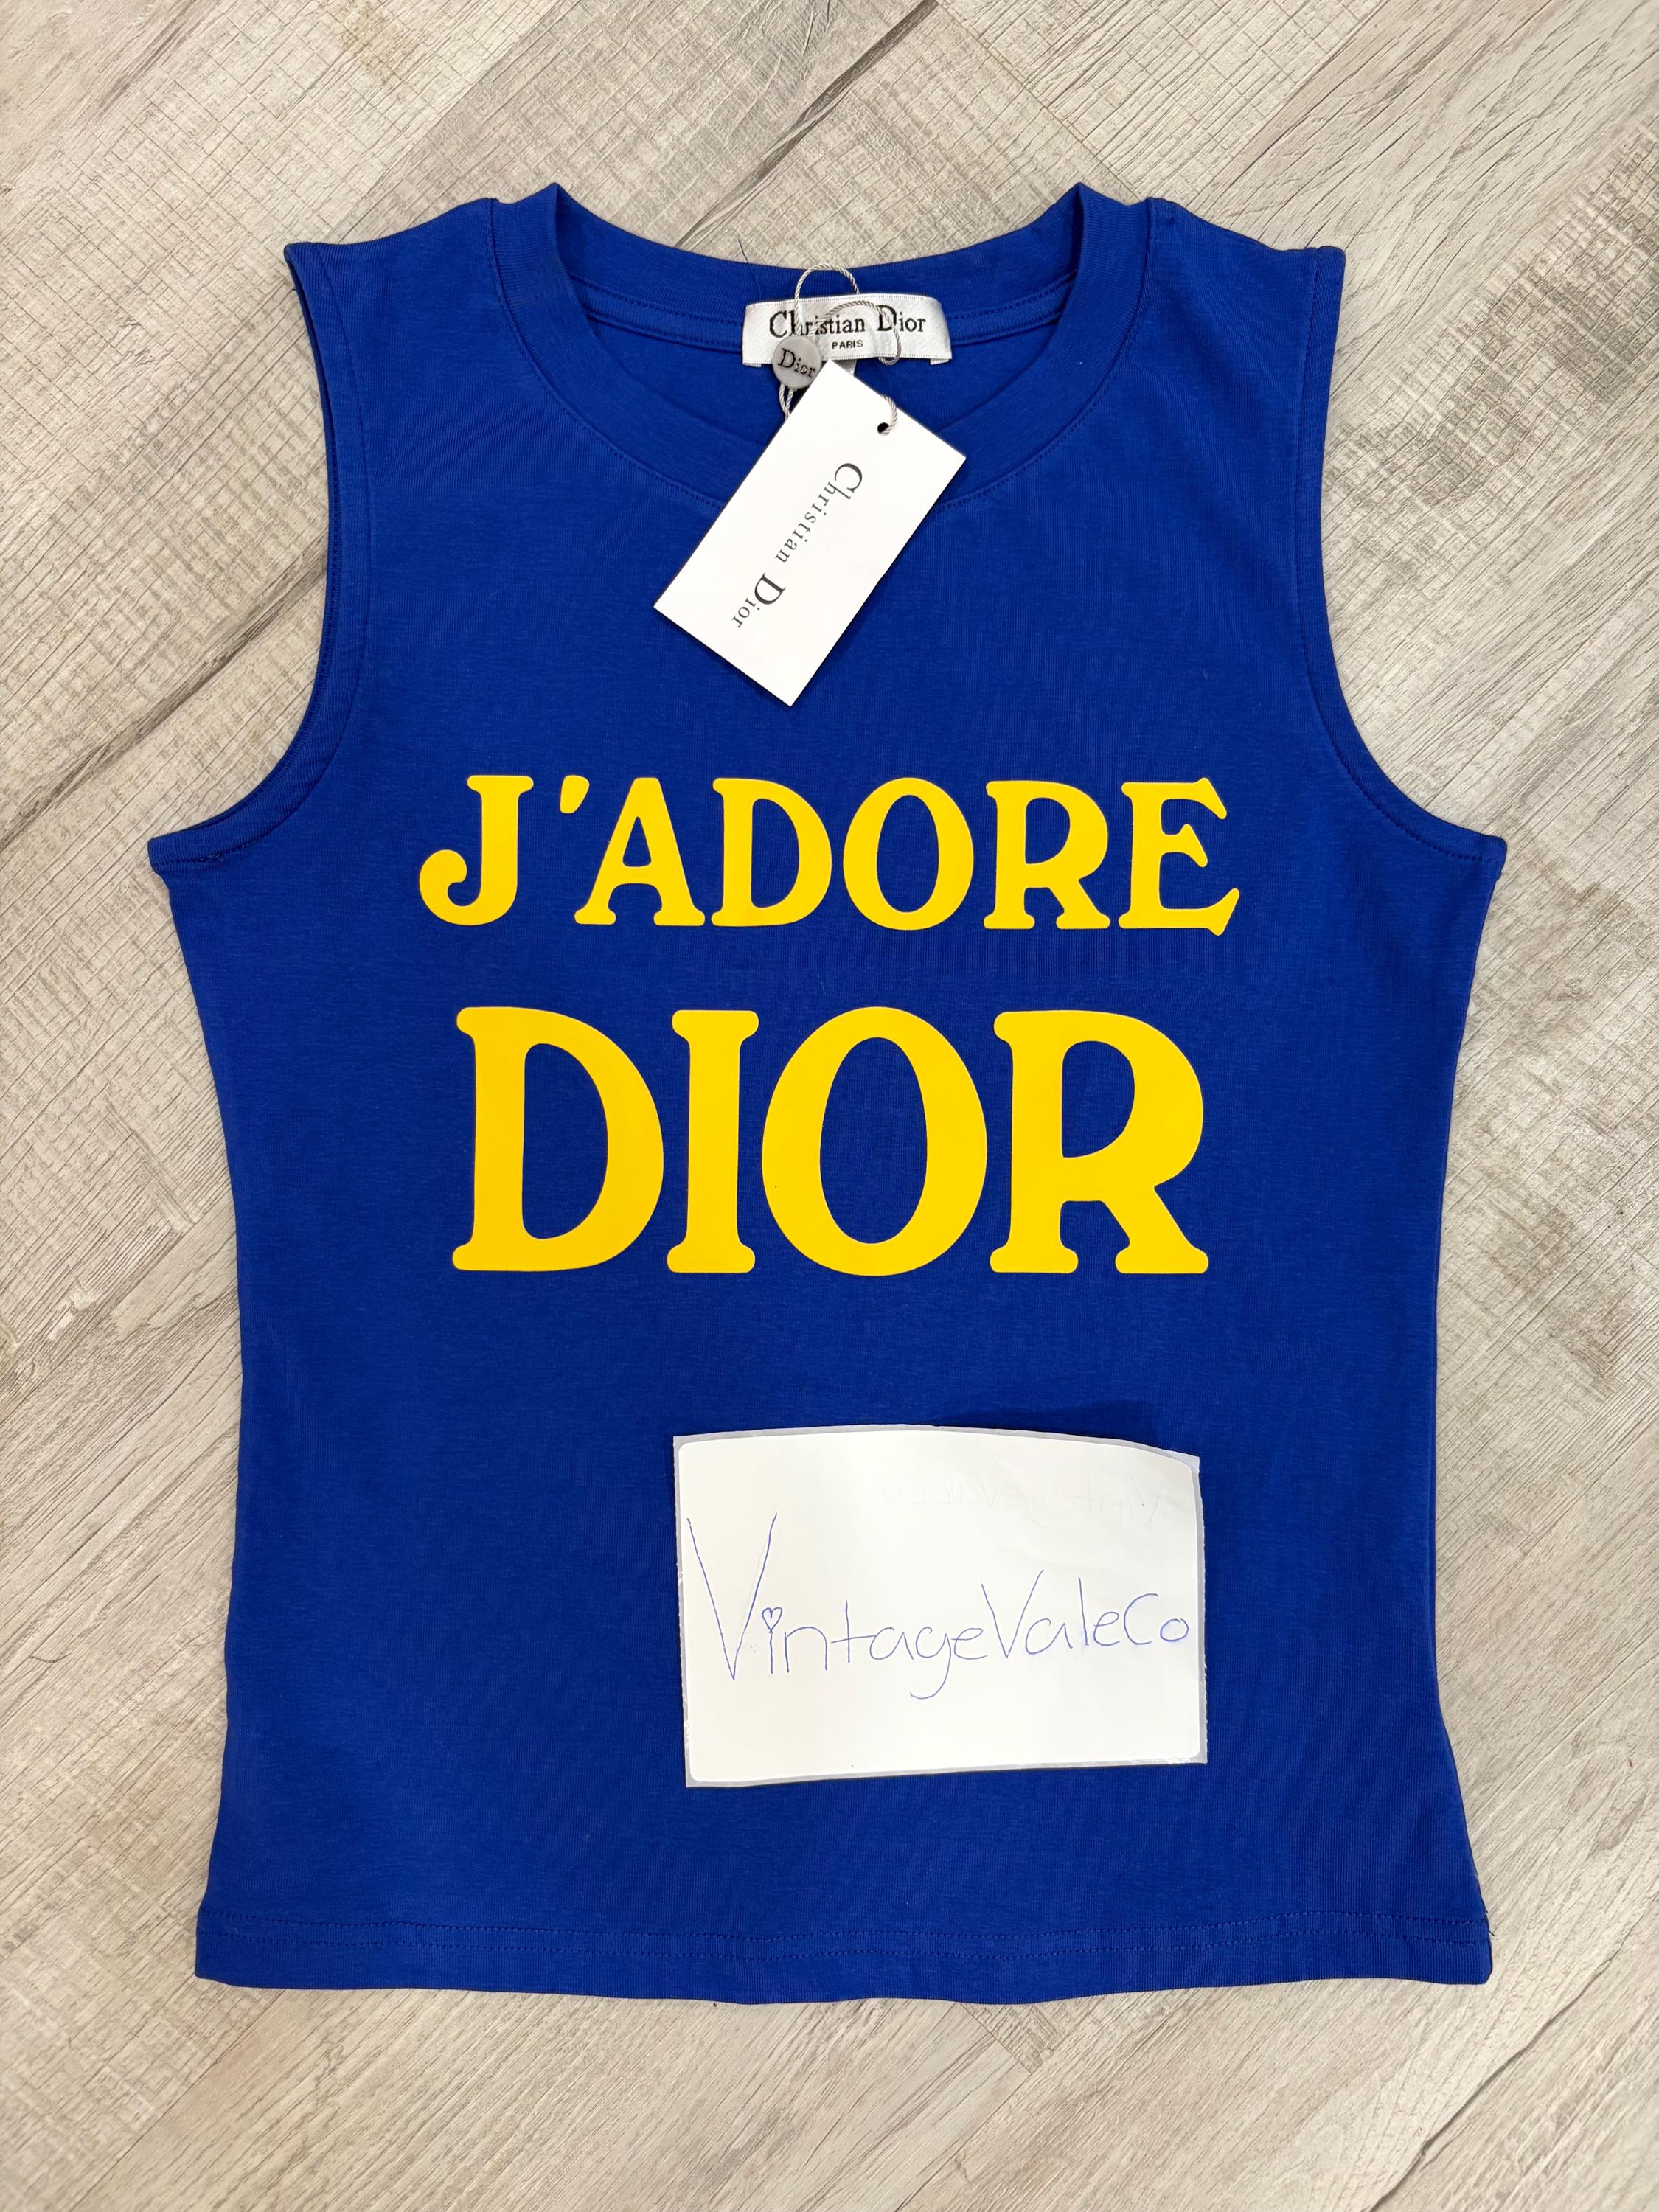 Christian Dior
PARIS
Dior
Christian Dior
J'ADORE
DIOR
VintageValeCo